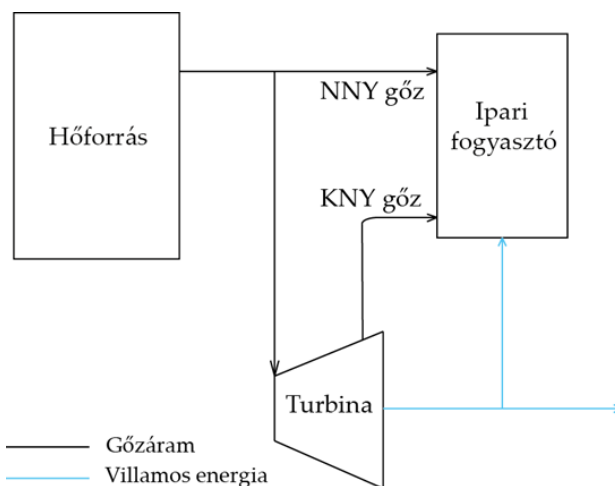 Hőforrás
NNY gőz
Ipari
fogyasztó
KNY gőz
Turbina
Gőzáram
Villamos energia